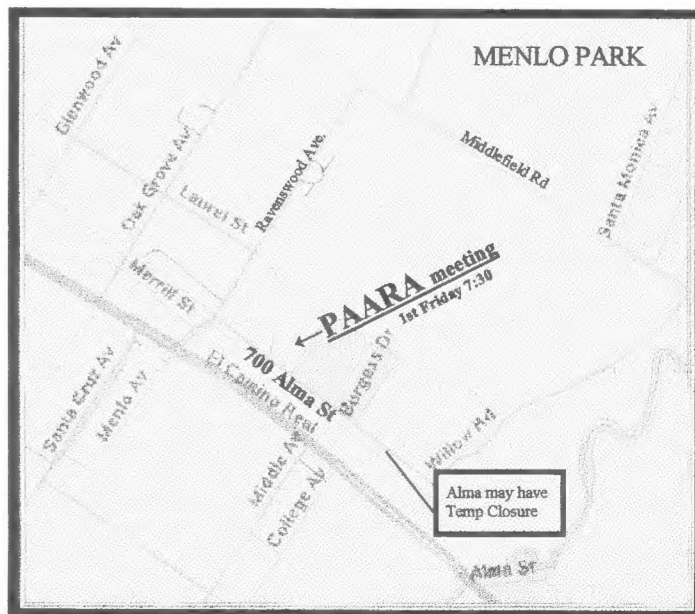 MENLO PARK
Glenwood Av
Oak Grove Av
Laurel St
Ravenswood Ave.
Middlefield Rd
Santa Monica Av
Merrill St
PAARA meeting
1st Friday 7:30
700 Alma St
El Camino Real
Burgess Dr
Santa Cruz Av
Menlo Av
Middle Av
College Av
Willow Rd
Alma may have
Temp Closure
Alma St